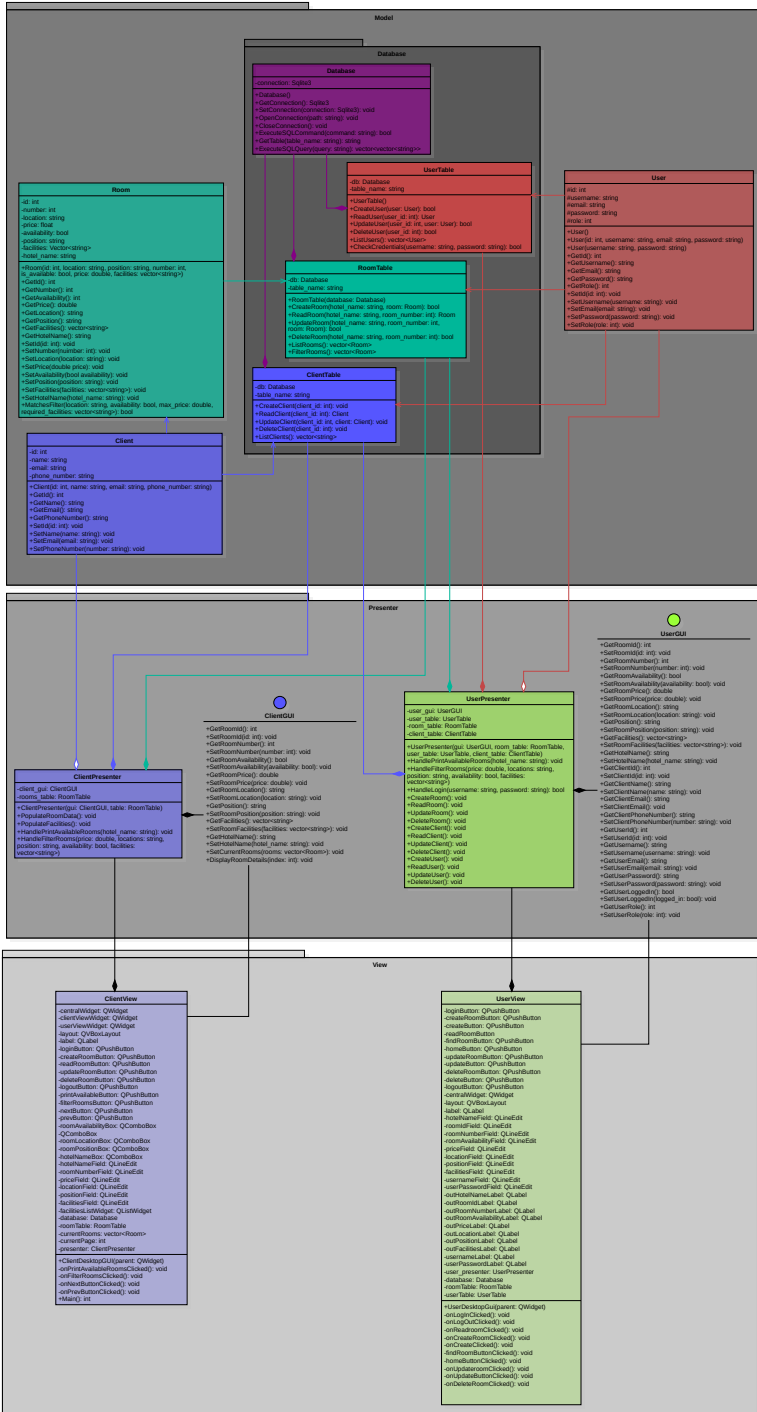 Model
Database
Database
-connection: Sqlite3
+Database()
+GetConnection(): Sqlite3
+SetConnection(connection: Sqlite3): void
+OpenConnection(path: string): void
+CloseConnection(): void
+ExecuteSQLCommand(command: string): bool
+GetTable(table_name: string): string
+ExecuteSQLQuery(query: string): vector<vector<string>>
UserTable
-db: Database
-table_name: string
+UserTable()
+CreateUser(user: User): bool
+ReadUser(user_id: int): User
+UpdateUser(user_id: int, user: User): bool
+DeleteUser(user_id: int): bool
+ListUsers(): vector<User>
+CheckCredentials(username: string, password: string): bool
User
#id: int
#username: string
#email: string
#password: string
#role: int
+User()
+User(id: int, username: string, email: string, password: string)
+User(username: string, password: string)
+GetId(): int
+GetUsername(): string
+GetEmail(): string
+GetPassword(): string
+GetRole(): int
+SetId(id: int): void
+SetUsername(username: string): void
+SetEmail(email: string): void
+SetPassword(password: string): void
+SetRole(role: int): void
Room
-id: int
-number: int
-location: string
-price: float
-availability: bool
-position: string
-facilities: Vector<string>
-hotel_name: string
+Room(id: int, location: string, position: string, number: int,
is_available: bool, price: double, facilities: vector<string>)
+GetId(): int
+GetNumber(): int
+GetAvailability(): int
+GetPrice(): double
+GetLocation(): string
+GetPosition(): string
+GetFacilities(): vector<string>
+GetHotelName(): string
+SetId(id: int): void
+SetNumber(number: int): void
+SetLocation(location: string): void
+SetPrice(double price): void
+SetAvailability(bool availability): void
+SetPosition(position: string): void
+SetFacilities(facilities: vector<string>): void
+SetHotelName(hotel_name: string): void
+MatchesFilter(location: string, availability: bool, max_price: double,
required_facilities: vector<string>): bool
RoomTable
-db: Database
-table_name: string
+RoomTable(database: Database)
+CreateRoom(hotel_name: string, room: Room): bool
+ReadRoom(hotel_name: string, room_number: int): Room
+UpdateRoom(hotel_name: string, room_number: int,
room: Room): bool
+DeleteRoom(hotel_name: string, room_number: int): bool
+ListRooms(): vector<Room>
+FilterRooms(): vector<Room>
ClientTable
-db: Database
-table_name: string
+CreateClient(client_id: int): void
+ReadClient(client_id: int): Client
+UpdateClient(client_id: int, client: Client): void
+DeleteClient(client_id: int): void
+ListClients(): vector<string>
Client
-id: int
-name: string
-email: string
-phone_number: string
+Client(id: int, name: string, email: string, phone_number: string)
+GetId(): int
+GetName(): string
+GetEmail(): string
+GetPhoneNumber(): string
+SetId(id: int): void
+SetName(name: string): void
+SetEmail(email: string): void
+SetPhoneNumber(number: string): void
Presenter
ClientPresenter
-client_gui: ClientGUI
-rooms_table: RoomTable
+ClientPresenter(gui: ClientGUI, table: RoomTable)
+PopulateRoomData(): void
+PopulateFacilities(): void
+HandlePrintAvailableRooms(hotel_name: string): void
+HandleFilterRooms(price: double, locations: string,
position: string, availability: bool, facilities:
vector<string>)
ClientGUI
+GetRoomId(): int
+SetRoomId(id: int): void
+GetRoomNumber(): int
+SetRoomNumber(number: int): void
+GetRoomAvailability(): bool
+SetRoomAvailability(available: bool): void
+GetRoomPrice(): double
+SetRoomPrice(price: double): void
+GetRoomLocation(): string
+SetRoomLocation(location: string): void
+GetPosition(): string
+SetRoomPosition(position: string): void
+GetFacilities(): vector<string>
+SetRoomFacilities(facilities: vector<string>): void
+GetHotelName(): string
+SetHotelName(hotel_name: string): void
+SetCurrentRooms(rooms: vector<Room>): void
+DisplayRoomDetails(index: int): void
UserPresenter
-user_gui: UserGUI
-user_table: UserTable
-room_table: RoomTable
-client_table: ClientTable
+UserPresenter(gui: UserGUI, room_table: RoomTable,
user_table: UserTable, client_table: ClientTable)
+HandlePrintAvailableRooms(hotel_name: string): void
+HandleFilterRooms(price: double, locations: string,
position: string, availability: bool, facilities:
vector<string>): void
+HandleLogin(username: string, password: string): bool
+CreateRoom(): void
+ReadRoom(): void
+UpdateRoom(): void
+DeleteRoom(): void
+CreateClient(): void
+ReadClient(): void
+UpdateClient(): void
+DeleteClient(): void
+CreateUser(): void
+ReadUser(): void
+UpdateUser(): void
+DeleteUser(): void
UserGUI
+GetRoomId(): int
+SetRoomId(id: int): void
+GetRoomNumber(): int
+SetRoomNumber(number: int): void
+GetRoomAvailability(): bool
+SetRoomAvailability(availability: bool): void
+GetRoomPrice(): double
+SetRoomPrice(price: double): void
+GetRoomLocation(): string
+SetRoomLocation(location: string): void
+GetPosition(): string
+SetRoomPosition(position: string): void
+GetFacilities(): vector<string>
+SetRoomFacilities(facilities: vector<string>): void
+GetHotelName(): string
+SetHotelName(hotel_name: string): void
+GetClientId(): int
+SetClientId(id: int): void
+GetClientName(): string
+SetClientName(name: string): void
+GetClientEmail(): string
+SetClientEmail(): void
+GetClientPhoneNumber(): string
+SetClientPhoneNumber(number: string): void
+GetUserId(): int
+SetUserId(id: int): void
+GetUsername(): string
+SetUsername(username: string): void
+GetUserEmail(): string
+SetUserEmail(email: string): void
+GetUserPassword(): string
+SetUserPassword(password: string): void
+GetUserLoggedIn(): bool
+SetUserLoggedIn(logged_in: bool): void
+GetUserRole(): int
+SetUserRole(role: int): void
View
ClientView
-centralWidget: QWidget
-clientViewWidget: QWidget
-userViewWidget: QWidget
-layout: QVBoxLayout
-label: QLabel
-loginButton: QPushButton
-createRoomButton: QPushButton
-readRoomButton: QPushButton
-updateRoomButton: QPushButton
-deleteRoomButton: QPushButton
-logoutButton: QPushButton
-printAvailableButton: QPushButton
-filterRoomsButton: QPushButton
-nextButton: QPushButton
-prevButton: QPushButton
-roomAvailabilityBox: QComboBox
-QComboBox
-roomLocationBox: QComboBox
-roomPositionBox: QComboBox
-hotelNameBox: QComboBox
-hotelNameField: QLineEdit
-roomNumberField: QLineEdit
-priceField: QLineEdit
-locationField: QLineEdit
-positionField: QLineEdit
-facilitiesField: QLineEdit
-facilitiesListWidget: QListWidget
-database: Database
-roomTable: RoomTable
-currentRooms: vector<Room>
-currentPage: int
-presenter: ClientPresenter
+ClientDesktopGUI(parent: QWidget)
-onPrintAvailableRoomsClicked(): void
-onFilterRoomsClicked(): void
-onNextButtonClicked(): void
-onPrevButtonClicked(): void
+Main(): int
UserView
-loginButton: QPushButton
-createRoomButton: QPushButton
-createButton: QPushButton
-readRoomButton
-findRoomButton: QPushButton
-homeButton: QPushButton
-updateRoomButton: QPushButton
-updateButton: QPushButton
-deleteRoomButton: QPushButton
-deleteButton: QPushButton
-logoutButton: QPushButton
-centralWidget: QWidget
-layout: QVBoxLayout
-label: QLabel
-hotelNameField: QLineEdit
-roomIdField: QLineEdit
-roomNumberField: QLineEdit
-roomAvailabilityField: QLineEdit
-priceField: QLineEdit
-locationField: QLineEdit
-positionField: QLineEdit
-facilitiesField: QLineEdit
-usernameField: QLineEdit
-userPasswordField: QLineEdit
-outHotelNameLabel: QLabel
-outRoomIdLabel: QLabel
-outRoomNumberLabel: QLabel
-outRoomAvailabilityLabel: QLabel
-outPriceLabel: QLabel
-outLocationLabel: QLabel
-outPositionLabel: QLabel
-outFacilitiesLabel: QLabel
-usernameLabel: QLabel
-userPasswordLabel: QLabel
-user_presenter: UserPresenter
-database: Database
-roomTable: RoomTable
-userTable: UserTable
+UserDesktopGui(parent: QWidget)
-onLogInClicked(): void
-onLogOutClicked(): void
-onReadroomClicked(): void
-onCreateRoomClicked(): void
-onCreateClicked(): void
-findRoomButtonClicked(): void
-homeButtonClicked(): void
-onUpdateroomClicked(): void
-onUpdateButtonClicked(): void
-onDeleteRoomClicked(): void